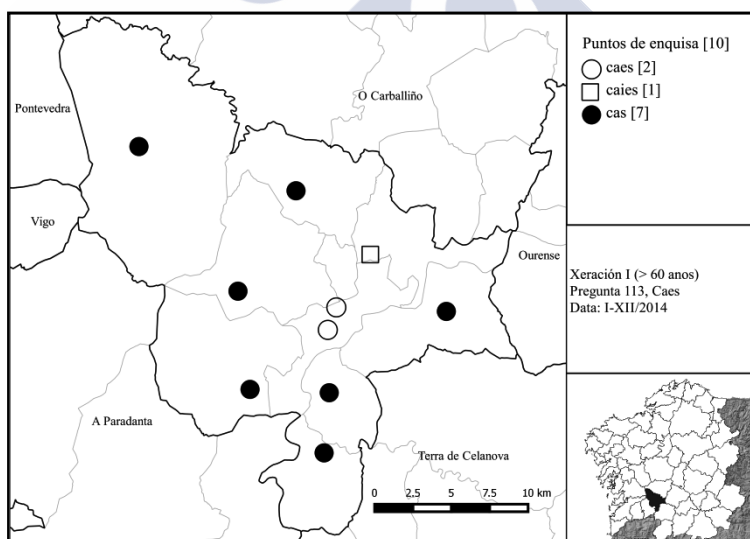 Pontevedra
O Carballiño
Vigo
Ourense
A Paradanta
Terra de Celanova
0 2,5 5 7,5 10 km
Puntos de enquisa [10]
caes [2]
caies [1]
cas [7]
Xeración I (> 60 anos)
Pregunta 113, Caes
Data: I-XII/2014